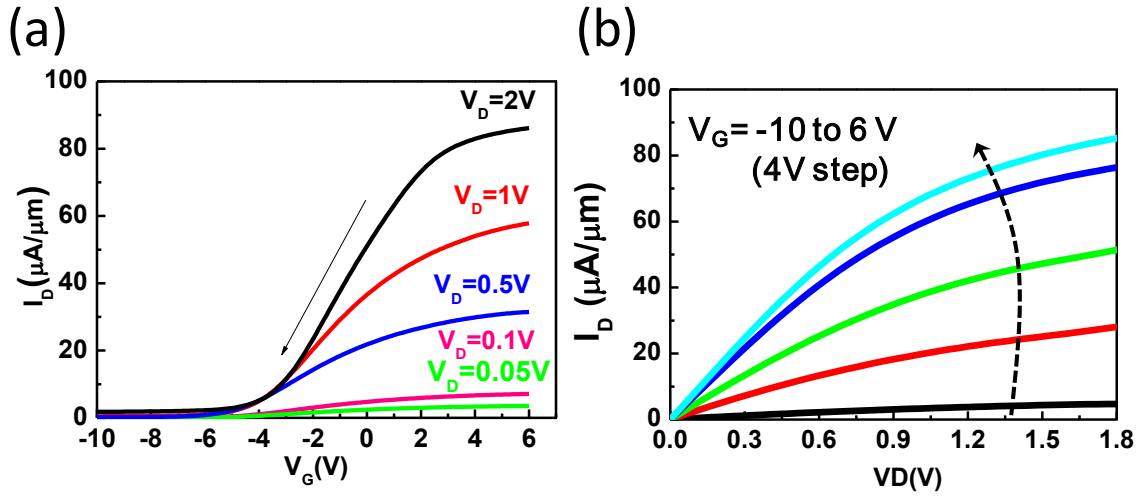 (a)
100
80
60
40
20
0
I_D(μA/μm)
V_D=2V
V_D=1V
V_D=0.5V
V_D=0.1V
V_D=0.05V
-10 -8 -6 -4 -2 0 2 4 6
V_G(V)
(b)
100
80
60
40
20
0
I_D (μA/μm)
V_G= -10 to 6 V
(4V step)
0.0 0.3 0.6 0.9 1.2 1.5 1.8
VD(V)